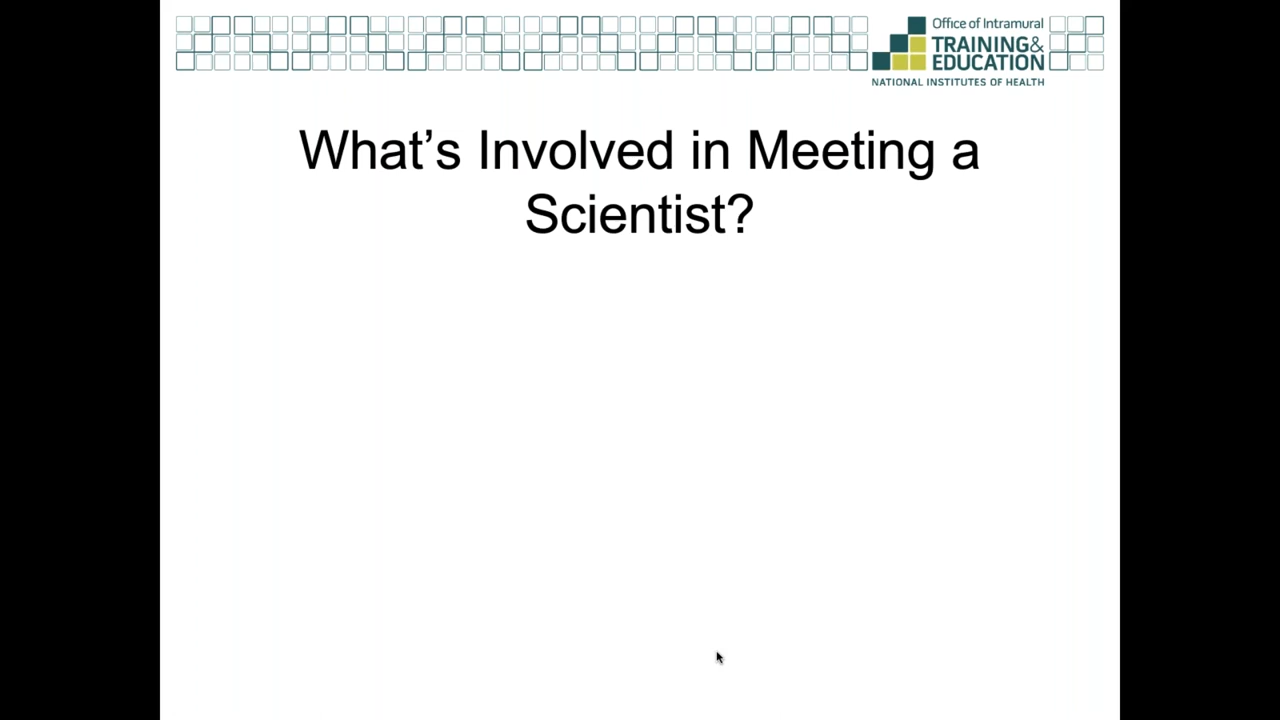 Office of Intramural
TRAINING&
EDUCATION
NATIONAL INSTITUTES OF HEALTH
What’s Involved in Meeting a
Scientist?